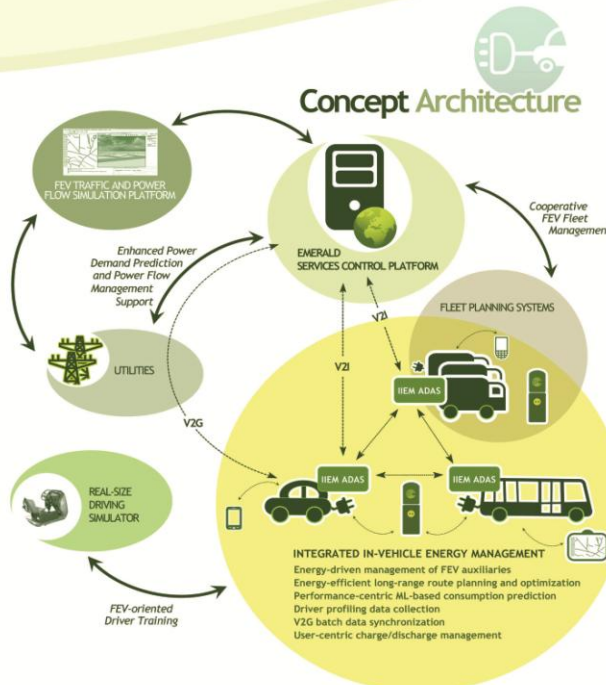 Concept Architecture
FEV TRAFFIC AND POWER
FLOW SIMULATION PLATFORM
Cooperative
FEV Fleet
Management
Enhanced Power
Demand Prediction
and Power Flow
Management
Support
EMERALD
SERVICES CONTROL PLATFORM
FLEET PLANNING SYSTEMS
V2I
V2I
UTILITIES
IIEM ADAS
V2G
IIEM ADAS
IIEM ADAS
REAL-SIZE
DRIVING
SIMULATOR
INTEGRATED IN-VEHICLE ENERGY MANAGEMENT
Energy-driven management of FEV auxiliaries
Energy-efficient long-range route planning and optimization
Performance-centric ML-based consumption prediction
Driver profiling data collection
V2G batch data synchronization
User-centric charge/discharge management
FEV-oriented
Driver Training